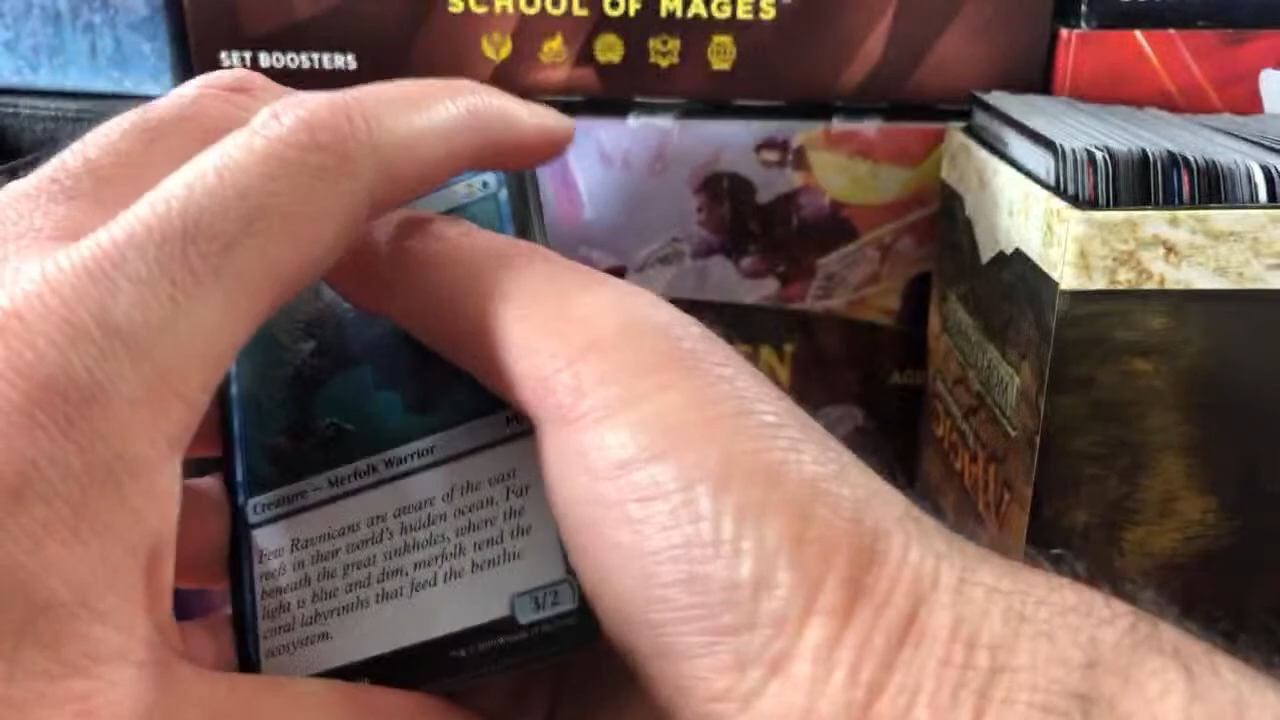 SCHOOL OF MAGES
SET BOOSTERS
Creature — Merfolk Warrior
Few Ravnicans are aware of the vast
reefs in their world's hidden ocean. Far
beneath the great sinkholes, where the
light is blue and dim, merfolk tend the
coral labyrinths that feed the benthic
ecosystem.
3/2